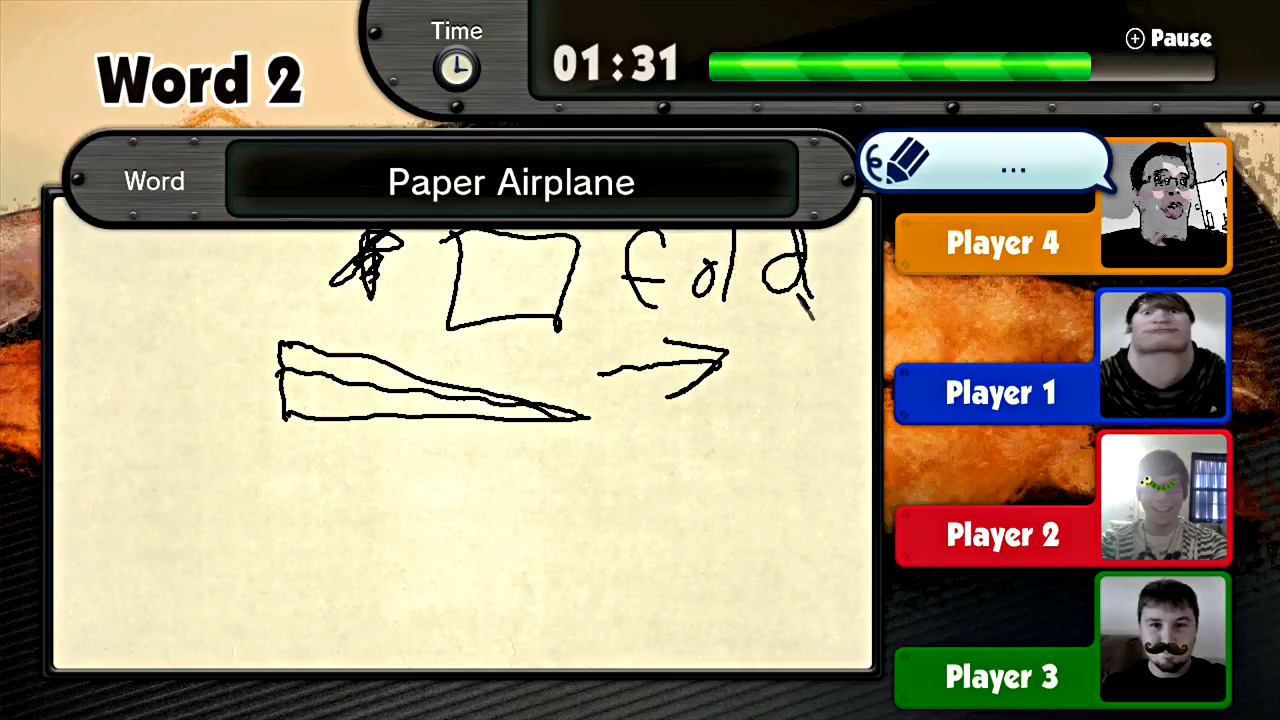 Word 2
Time
01:31
Pause
Word
Paper Airplane
...
Player 4
fold
Player 1
Player 2
Player 3